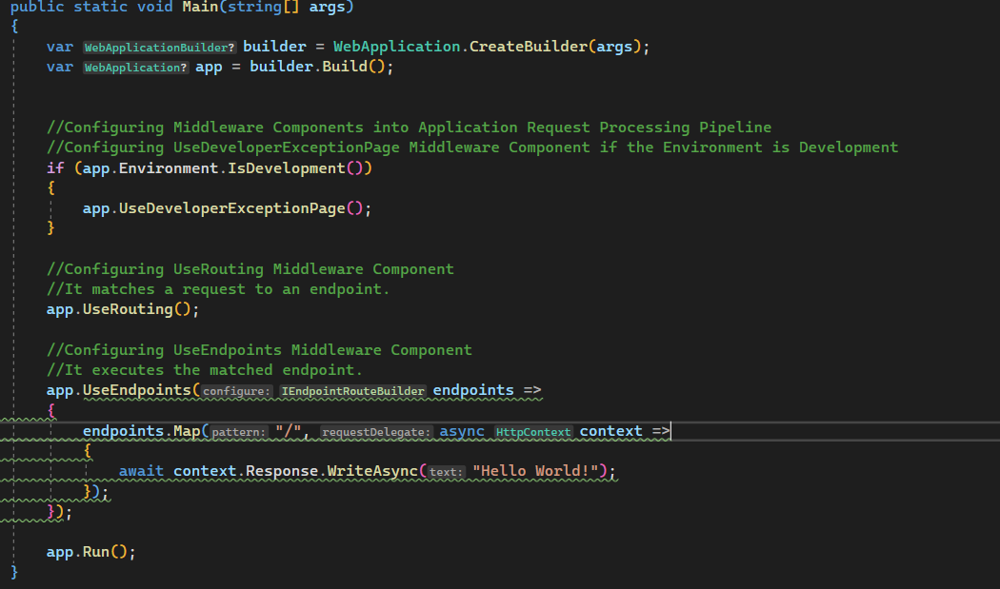 public static void Main(string[] args)
{
var WebApplicationBuilder? builder = WebApplication.CreateBuilder(args);
var WebApplication? app = builder.Build();
//Configuring Middleware Components into Application Request Processing Pipeline
//Configuring UseDeveloperExceptionPage Middleware Component if the Environment is Development
if (app.Environment.IsDevelopment())
{
app.UseDeveloperExceptionPage();
}
//Configuring UseRouting Middleware Component
//It matches a request to an endpoint.
app.UseRouting();
//Configuring UseEndpoints Middleware Component
//It executes the matched endpoint.
app.UseEndpoints(configure: IEndpointRouteBuilder endpoints =>
{
endpoints.Map(pattern: "/", requestDelegate: async HttpContext context =>
{
await context.Response.WriteAsync(text: "Hello World!");
});
});
app.Run();
}